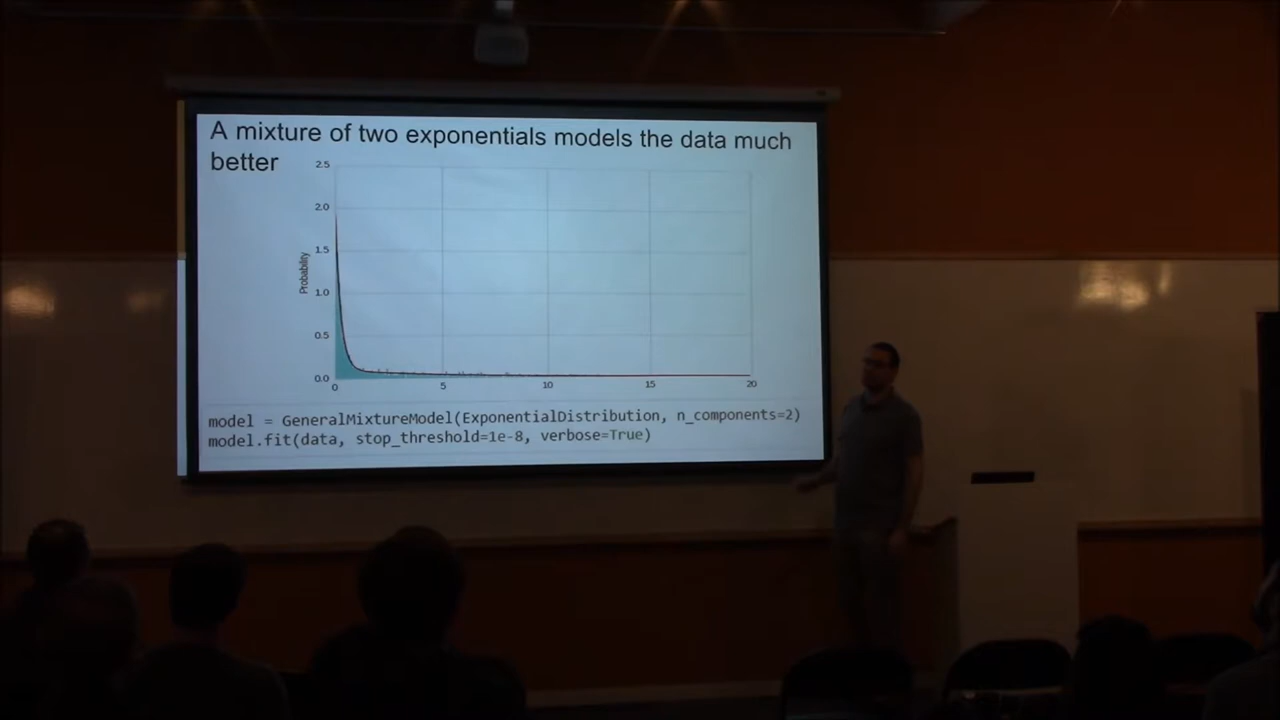 A mixture of two exponentials models the data much
better
2.5
2.0
1.5
1.0
0.5
0.0
Probability
0 5 10 15 20
model = GeneralMixtureModel(ExponentialDistribution, n_components=2)
model.fit(data, stop_threshold=1e-8, verbose=True)